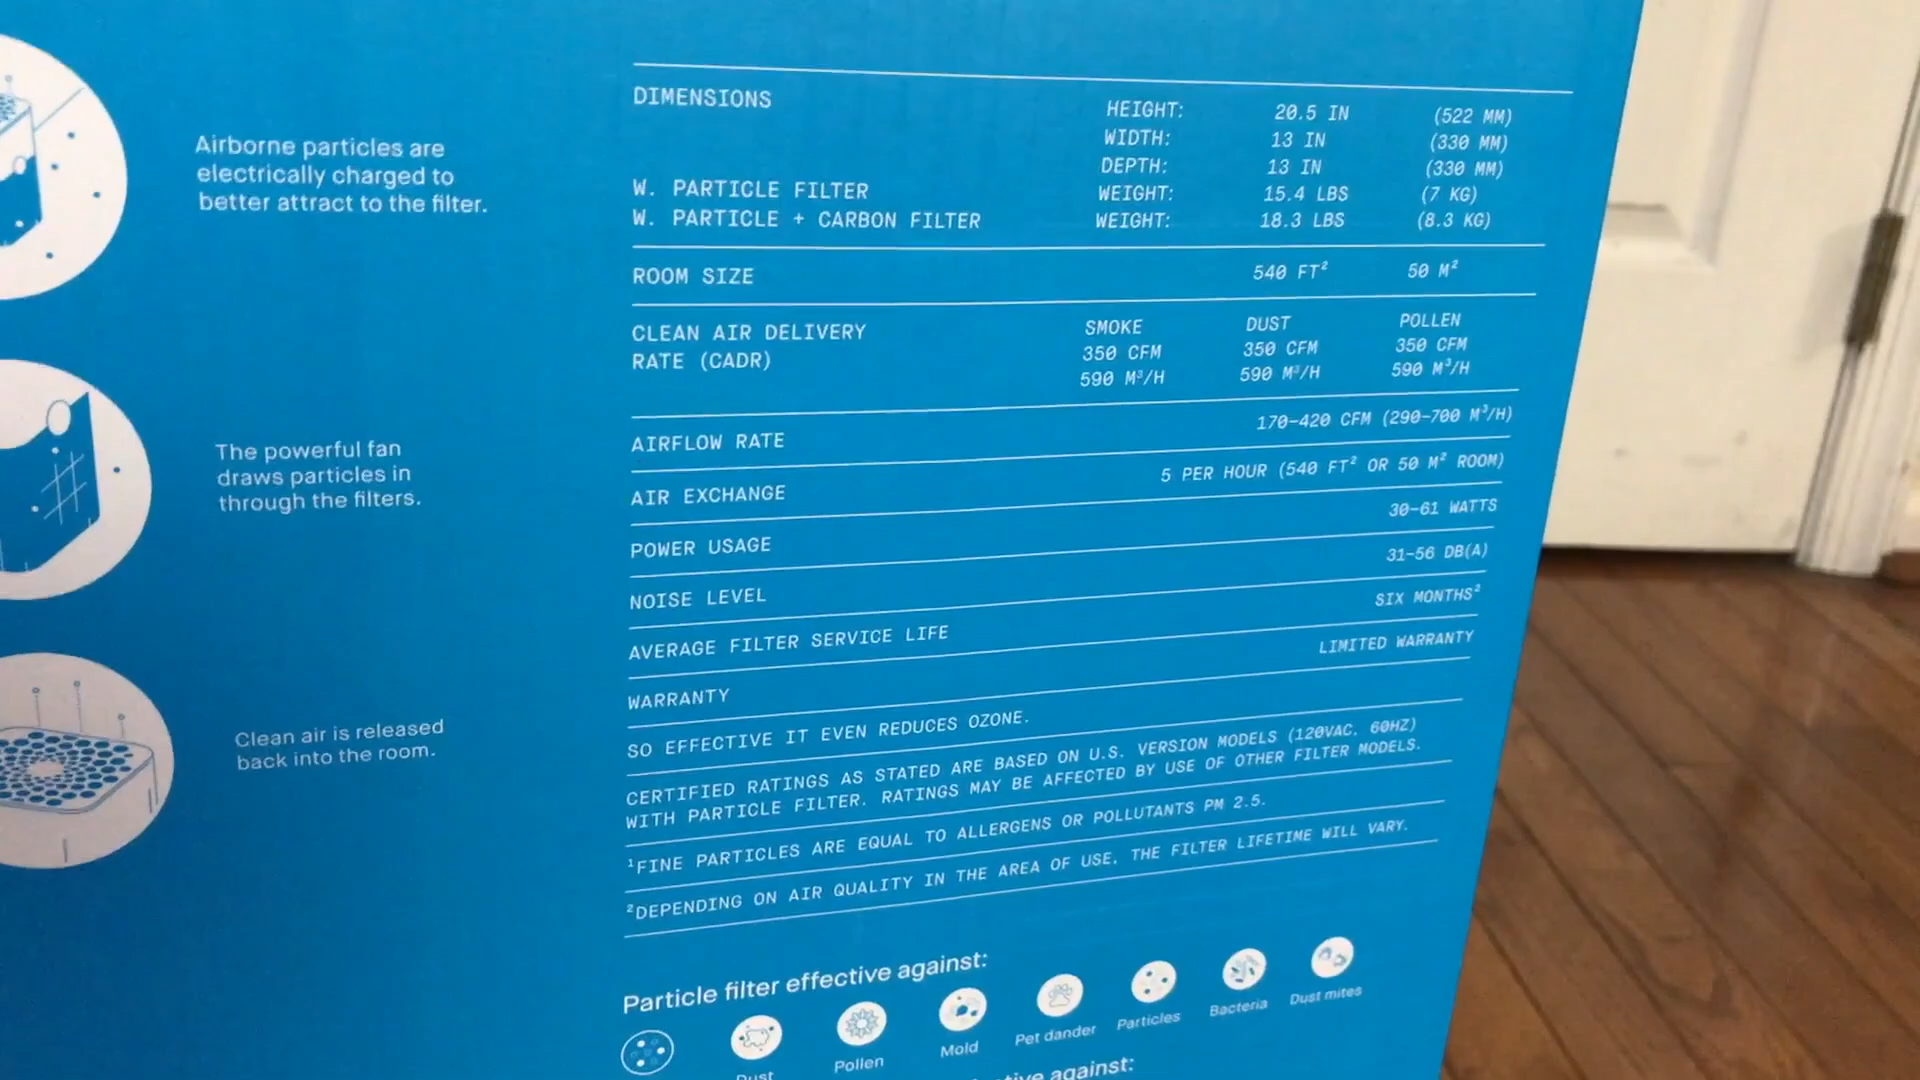 Airborne particles are
electrically charged to
better attract to the filter.
The powerful fan
draws particles in
through the filters.
Clean air is released
back into the room.
DIMENSIONS HEIGHT: 20.5 IN (522 MM)
WIDTH: 13 IN (330 MM)
DEPTH: 13 IN (330 MM)
W. PARTICLE FILTER WEIGHT: 15.4 LBS (7 KG)
W. PARTICLE + CARBON FILTER WEIGHT: 18.3 LBS (8.3 KG)
ROOM SIZE 540 FT² 50 M²
CLEAN AIR DELIVERY SMOKE DUST POLLEN
RATE (CADR) 350 CFM 350 CFM 350 CFM
590 M³/H 590 M³/H 590 M³/H
AIRFLOW RATE 170-420 CFM (290-700 M³/H)
AIR EXCHANGE 5 PER HOUR (540 FT² OR 50 M² ROOM)
POWER USAGE 30-61 WATTS
NOISE LEVEL 31-56 DB(A)
AVERAGE FILTER SERVICE LIFE SIX MONTHS²
WARRANTY LIMITED WARRANTY
SO EFFECTIVE IT EVEN REDUCES OZONE.
CERTIFIED RATINGS AS STATED ARE BASED ON U.S. VERSION MODELS (120VAC. 60HZ)
WITH PARTICLE FILTER. RATINGS MAY BE AFFECTED BY USE OF OTHER FILTER MODELS.
¹FINE PARTICLES ARE EQUAL TO ALLERGENS OR POLLUTANTS PM 2.5.
²DEPENDING ON AIR QUALITY IN THE AREA OF USE. THE FILTER LIFETIME WILL VARY.
Particle filter effective against:
Dust Pollen Mold Pet dander Particles Bacteria Dust mites
against: